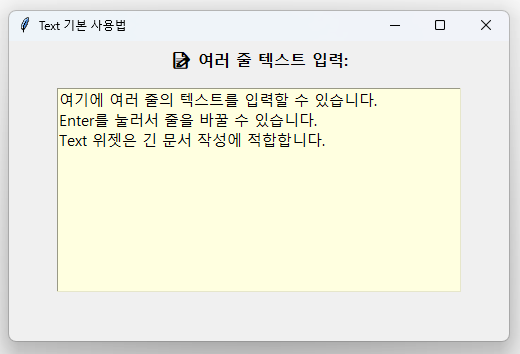 Text 기본 사용법
📝 여러 줄 텍스트 입력:
여기에 여러 줄의 텍스트를 입력할 수 있습니다.
Enter를 눌러서 줄을 바꿀 수 있습니다.
Text 위젯은 긴 문서 작성에 적합합니다.